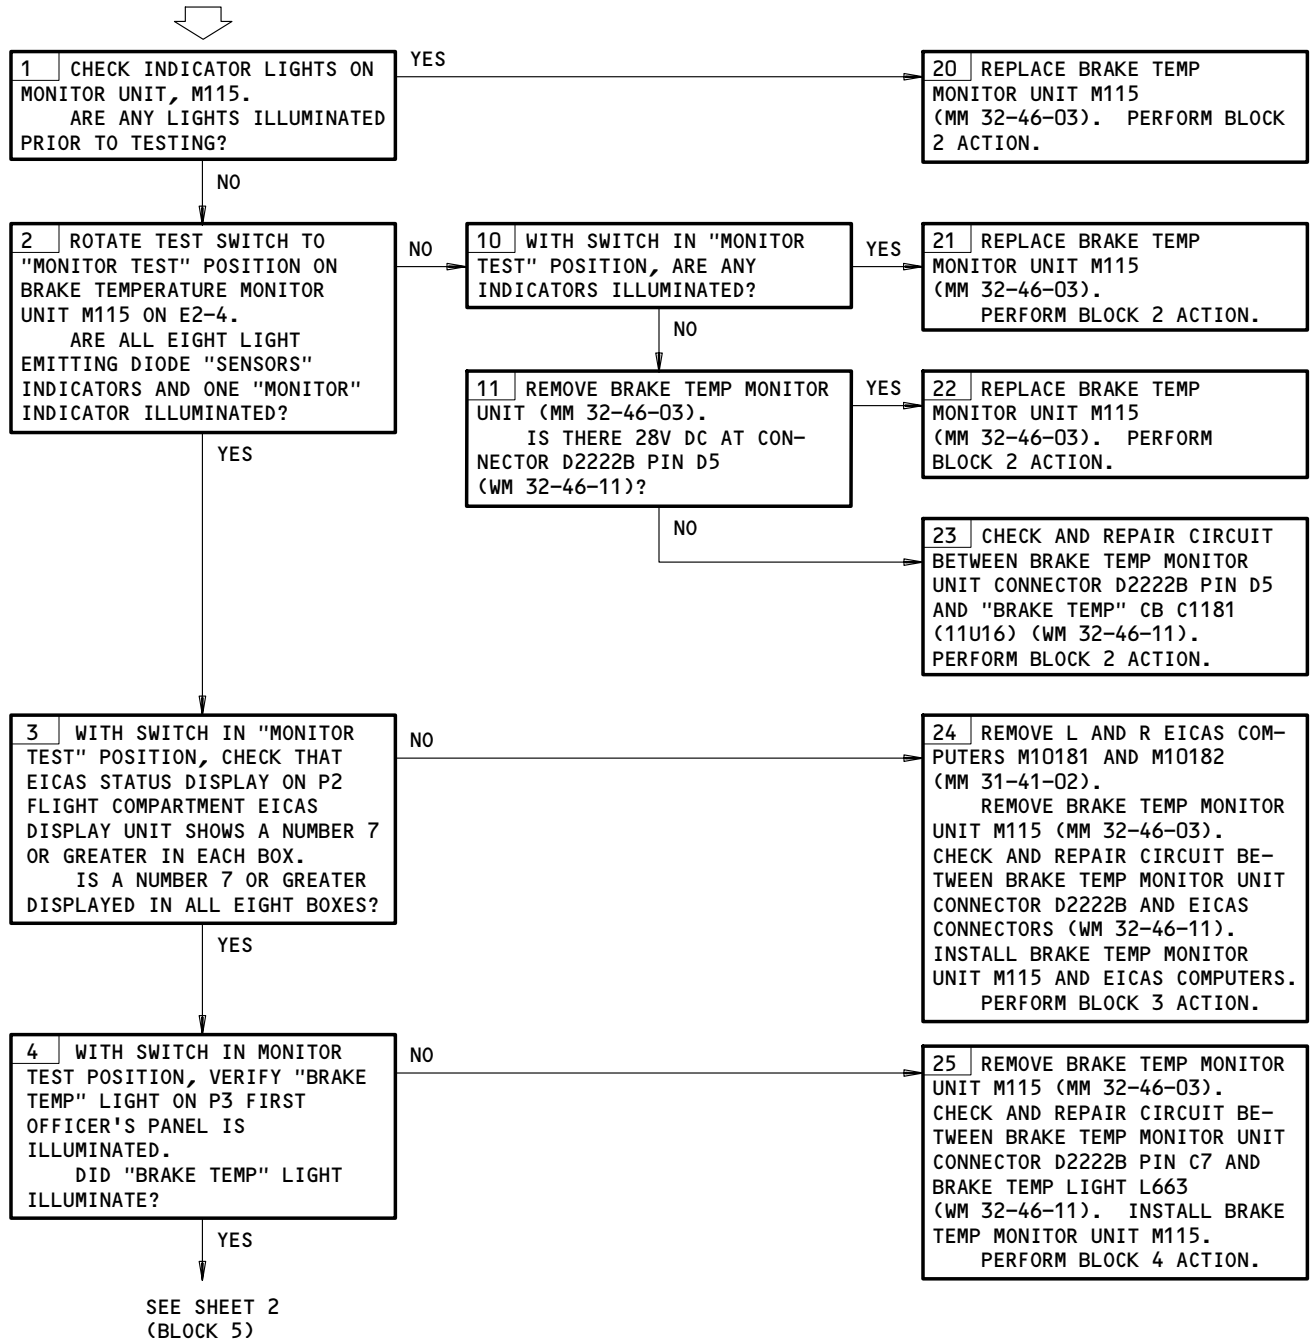 1 CHECK INDICATOR LIGHTS ON
MONITOR UNIT, M115.
ARE ANY LIGHTS ILLUMINATED
PRIOR TO TESTING?
YES
20 REPLACE BRAKE TEMP
MONITOR UNIT M115
(MM 32-46-03). PERFORM BLOCK
2 ACTION.
NO
2 ROTATE TEST SWITCH TO
"MONITOR TEST" POSITION ON
BRAKE TEMPERATURE MONITOR
UNIT M115 ON E2-4.
ARE ALL EIGHT LIGHT
EMITTING DIODE "SENSORS"
INDICATORS AND ONE "MONITOR"
INDICATOR ILLUMINATED?
NO
10 WITH SWITCH IN "MONITOR
TEST" POSITION, ARE ANY
INDICATORS ILLUMINATED?
YES
21 REPLACE BRAKE TEMP
MONITOR UNIT M115
(MM 32-46-03).
PERFORM BLOCK 2 ACTION.
NO
11 REMOVE BRAKE TEMP MONITOR
UNIT (MM 32-46-03).
IS THERE 28V DC AT CON-
NECTOR D2222B PIN D5
(WM 32-46-11)?
YES
22 REPLACE BRAKE TEMP
MONITOR UNIT M115
(MM 32-46-03). PERFORM
BLOCK 2 ACTION.
YES
NO
23 CHECK AND REPAIR CIRCUIT
BETWEEN BRAKE TEMP MONITOR
UNIT CONNECTOR D2222B PIN D5
AND "BRAKE TEMP" CB C1181
(11U16) (WM 32-46-11).
PERFORM BLOCK 2 ACTION.
3 WITH SWITCH IN "MONITOR
TEST" POSITION, CHECK THAT
EICAS STATUS DISPLAY ON P2
FLIGHT COMPARTMENT EICAS
DISPLAY UNIT SHOWS A NUMBER 7
OR GREATER IN EACH BOX.
IS A NUMBER 7 OR GREATER
DISPLAYED IN ALL EIGHT BOXES?
NO
24 REMOVE L AND R EICAS COM-
PUTERS M10181 AND M10182
(MM 31-41-02).
REMOVE BRAKE TEMP MONITOR
UNIT M115 (MM 32-46-03).
CHECK AND REPAIR CIRCUIT BE-
TWEEN BRAKE TEMP MONITOR UNIT
CONNECTOR D2222B AND EICAS
CONNECTORS (WM 32-46-11).
INSTALL BRAKE TEMP MONITOR
UNIT M115 AND EICAS COMPUTERS.
PERFORM BLOCK 3 ACTION.
YES
4 WITH SWITCH IN MONITOR
TEST POSITION, VERIFY "BRAKE
TEMP" LIGHT ON P3 FIRST
OFFICER'S PANEL IS
ILLUMINATED.
DID "BRAKE TEMP" LIGHT
ILLUMINATE?
NO
25 REMOVE BRAKE TEMP MONITOR
UNIT M115 (MM 32-46-03).
CHECK AND REPAIR CIRCUIT BE-
TWEEN BRAKE TEMP MONITOR UNIT
CONNECTOR D2222B PIN C7 AND
BRAKE TEMP LIGHT L663
(WM 32-46-11). INSTALL BRAKE
TEMP MONITOR UNIT M115.
PERFORM BLOCK 4 ACTION.
YES
SEE SHEET 2
(BLOCK 5)